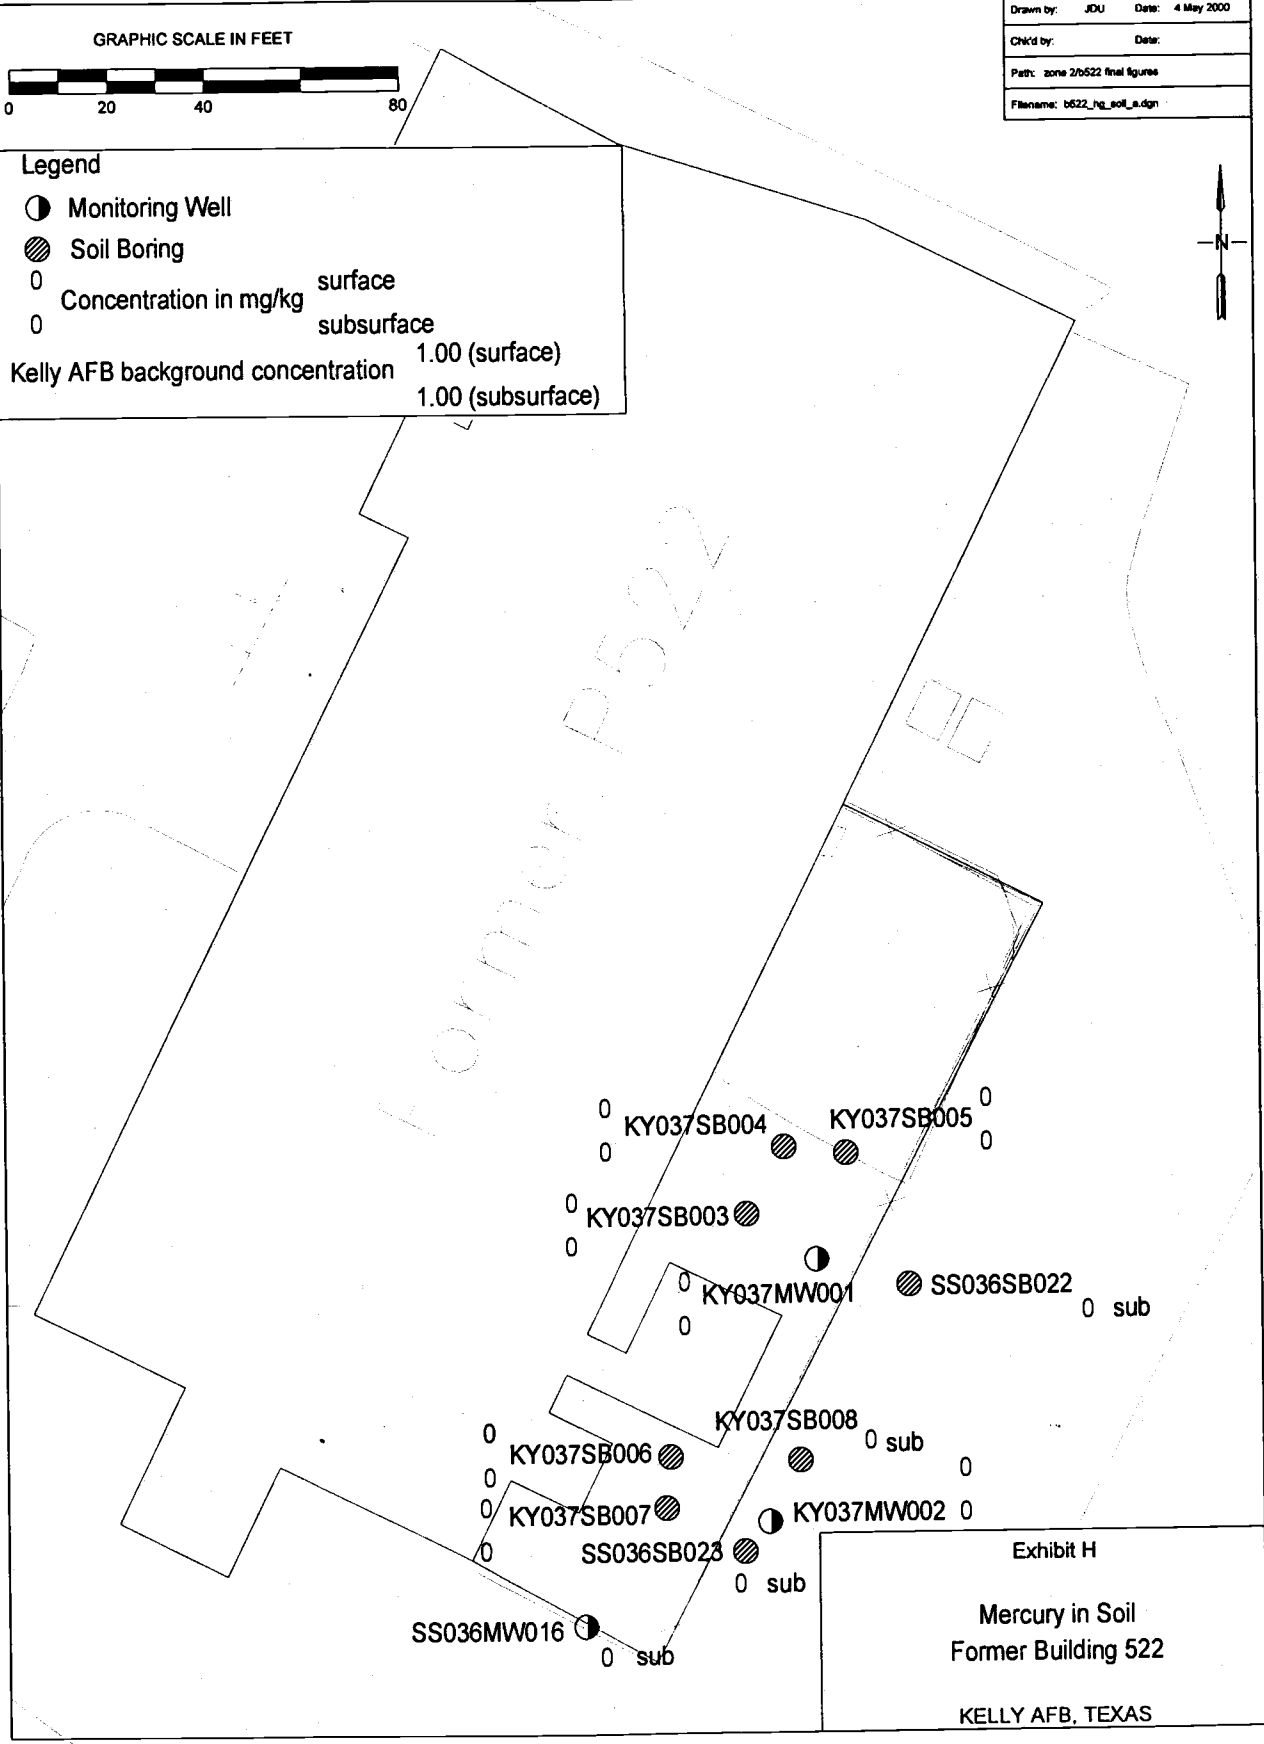 Drawn by: JDU Date: 4 May 2000
Chk'd by: Date:
Path: zone 2/b522 final figures
Filename: b522_hg_soil_a.dgn
GRAPHIC SCALE IN FEET
0 20 40 80
Legend
Monitoring Well
Soil Boring
0 surface
Concentration in mg/kg
0 subsurface
Kelly AFB background concentration 1.00 (surface)
1.00 (subsurface)
N
Former P522
0
KY037SB004
0
KY037SB005
0
0
0
KY037SB003
0
0
KY037MW001
0
SS036SB022
0 sub
KY037SB008
0 sub
0
KY037SB006
0
0
KY037SB007
0
0
KY037MW002
0
SS036SB023
0 sub
SS036MW016
0 sub
Exhibit H
Mercury in Soil
Former Building 522
KELLY AFB, TEXAS